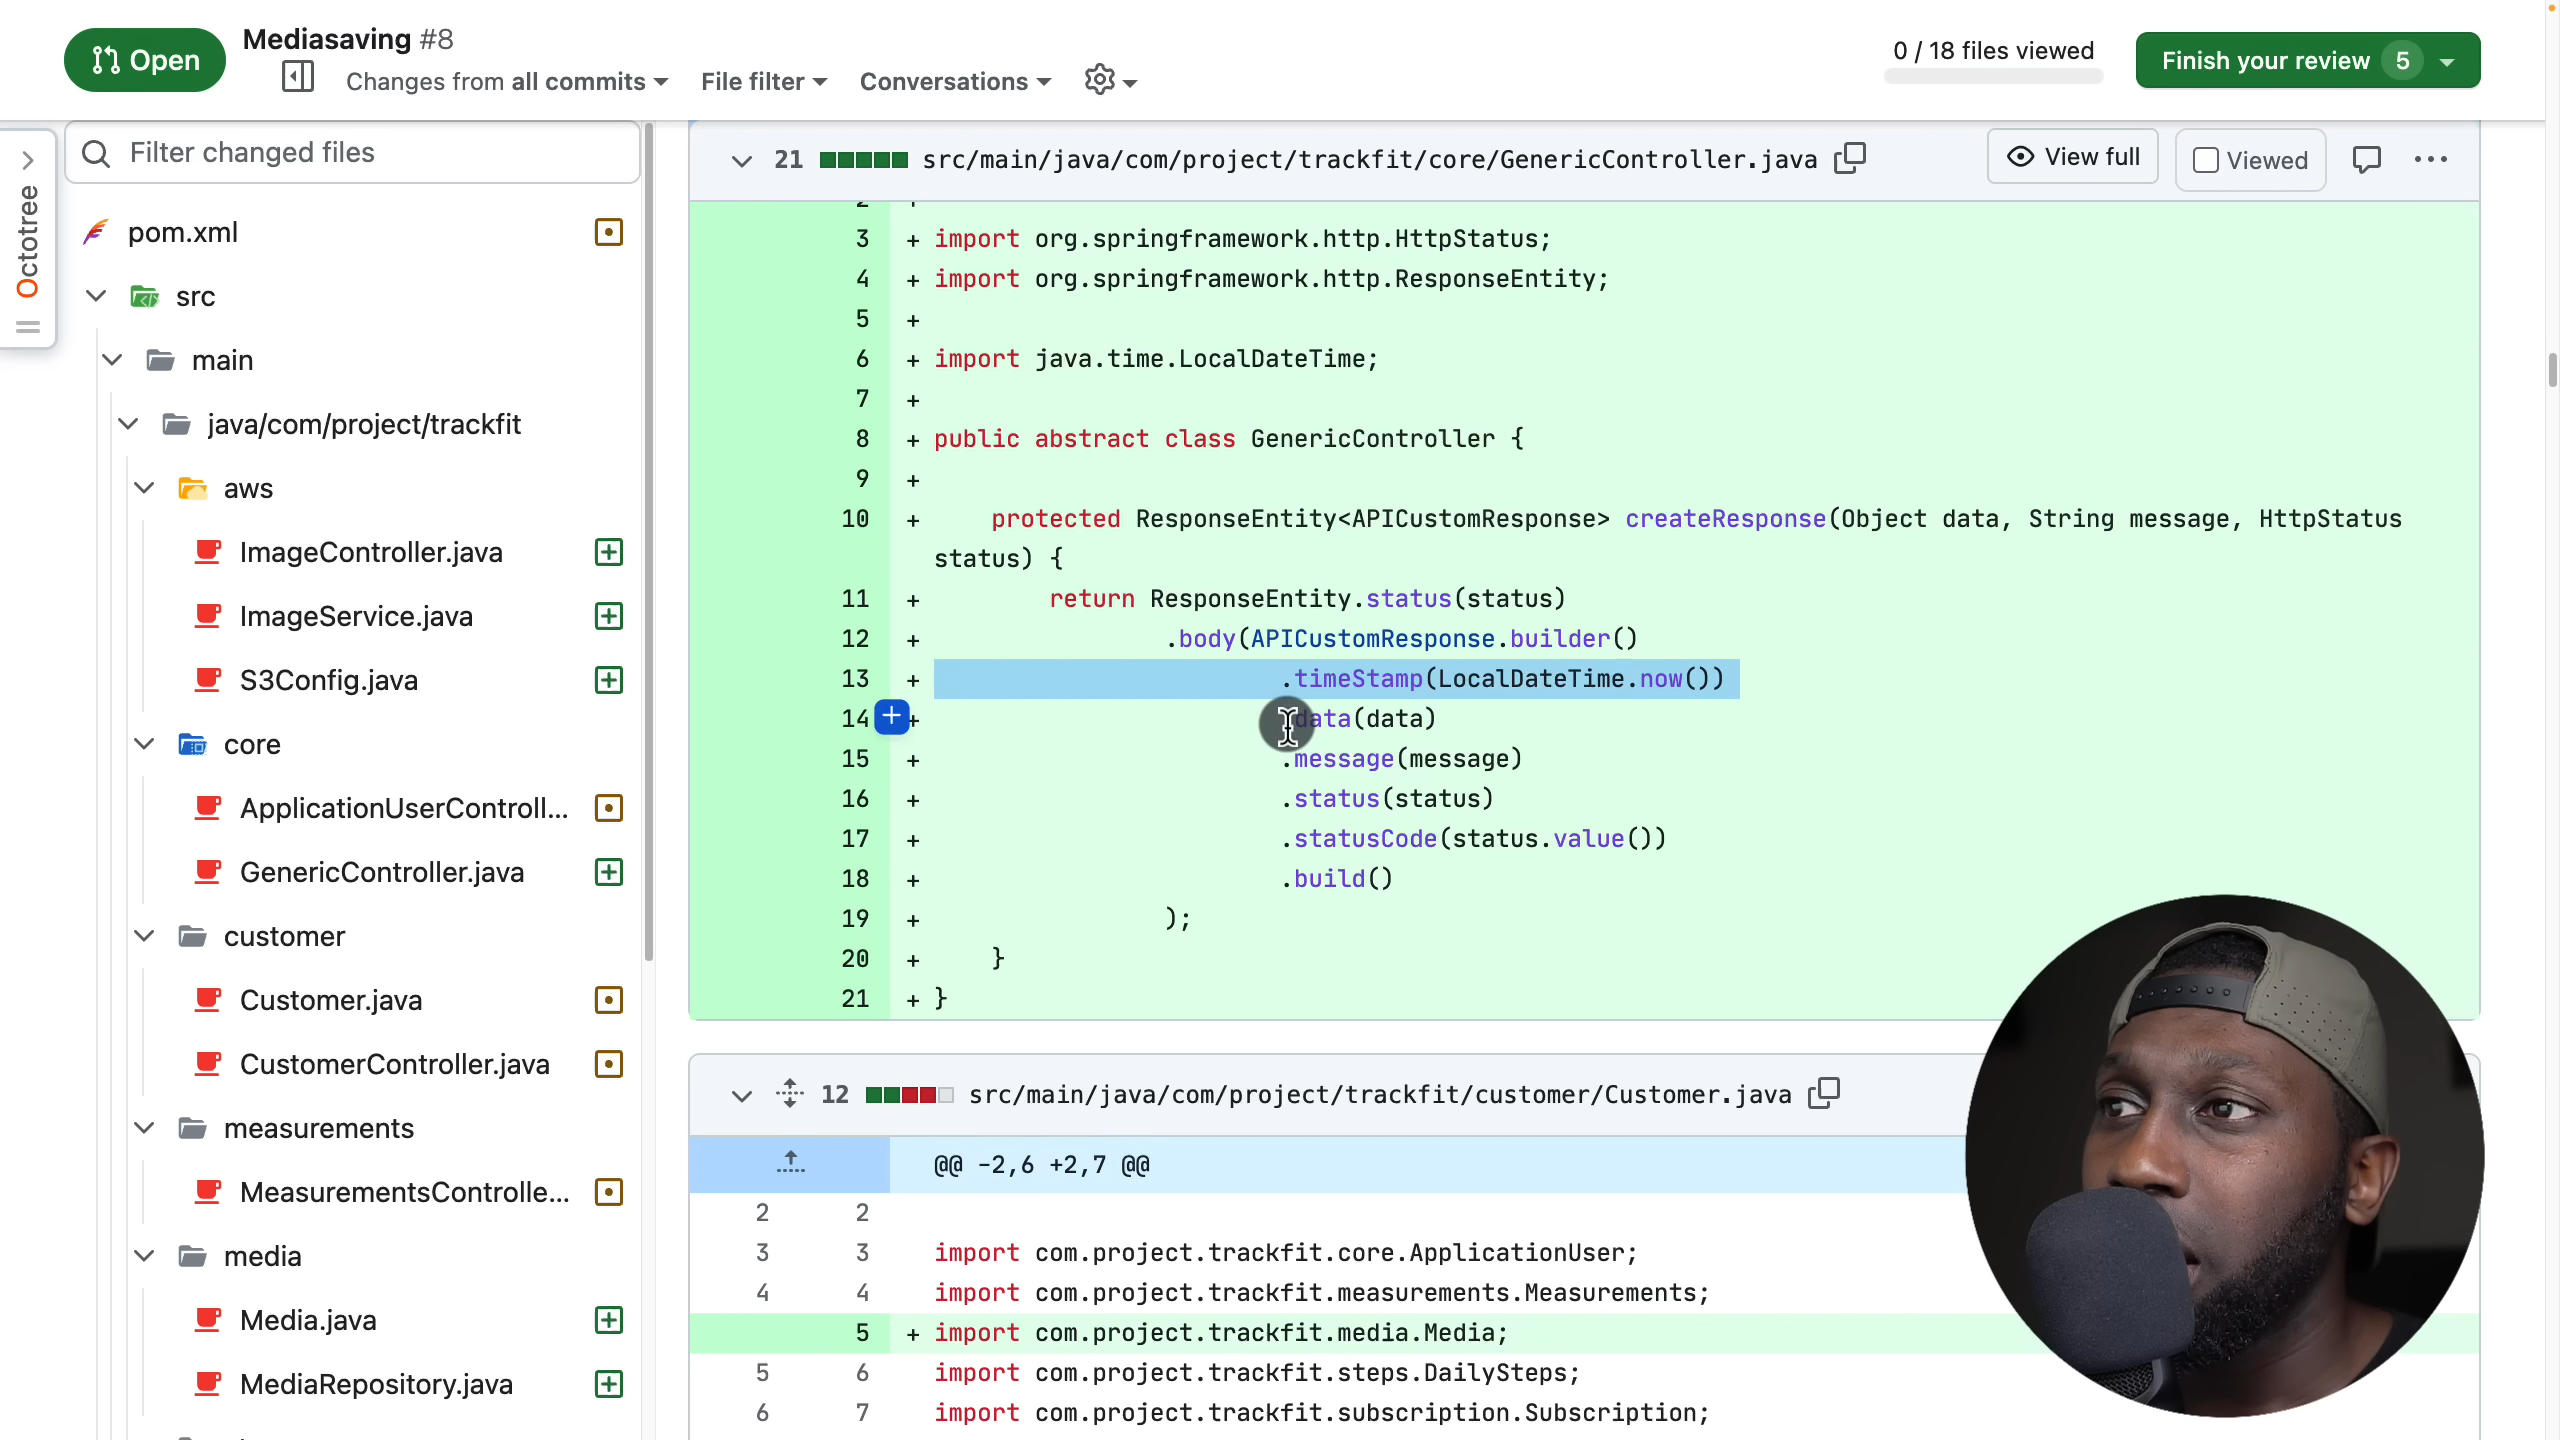 Open
Mediasaving #8
Changes from all commits
File filter
Conversations
0 / 18 files viewed
Finish your review 5
Octotree
Filter changed files
pom.xml
src
main
java/com/project/trackfit
aws
ImageController.java
ImageService.java
S3Config.java
core
ApplicationUserControll...
GenericController.java
customer
Customer.java
CustomerController.java
measurements
MeasurementsControlle...
media
Media.java
MediaRepository.java
21 src/main/java/com/project/trackfit/core/GenericController.java
View full
Viewed
3 + import org.springframework.http.HttpStatus;
4 + import org.springframework.http.ResponseEntity;
5 +
6 + import java.time.LocalDateTime;
7 +
8 + public abstract class GenericController {
9 +
10 + protected ResponseEntity<APICustomResponse> createResponse(Object data, String message, HttpStatus
status) {
11 + return ResponseEntity.status(status)
12 + .body(APICustomResponse.builder()
13 + .timeStamp(LocalDateTime.now())
14 + .data(data)
15 + .message(message)
16 + .status(status)
17 + .statusCode(status.value())
18 + .build()
19 + );
20 + }
21 + }
12 src/main/java/com/project/trackfit/customer/Customer.java
@@ -2,6 +2,7 @@
2 2
3 3 import com.project.trackfit.core.ApplicationUser;
4 4 import com.project.trackfit.measurements.Measurements;
5 + import com.project.trackfit.media.Media;
5 6 import com.project.trackfit.steps.DailySteps;
6 7 import com.project.trackfit.subscription.Subscription;